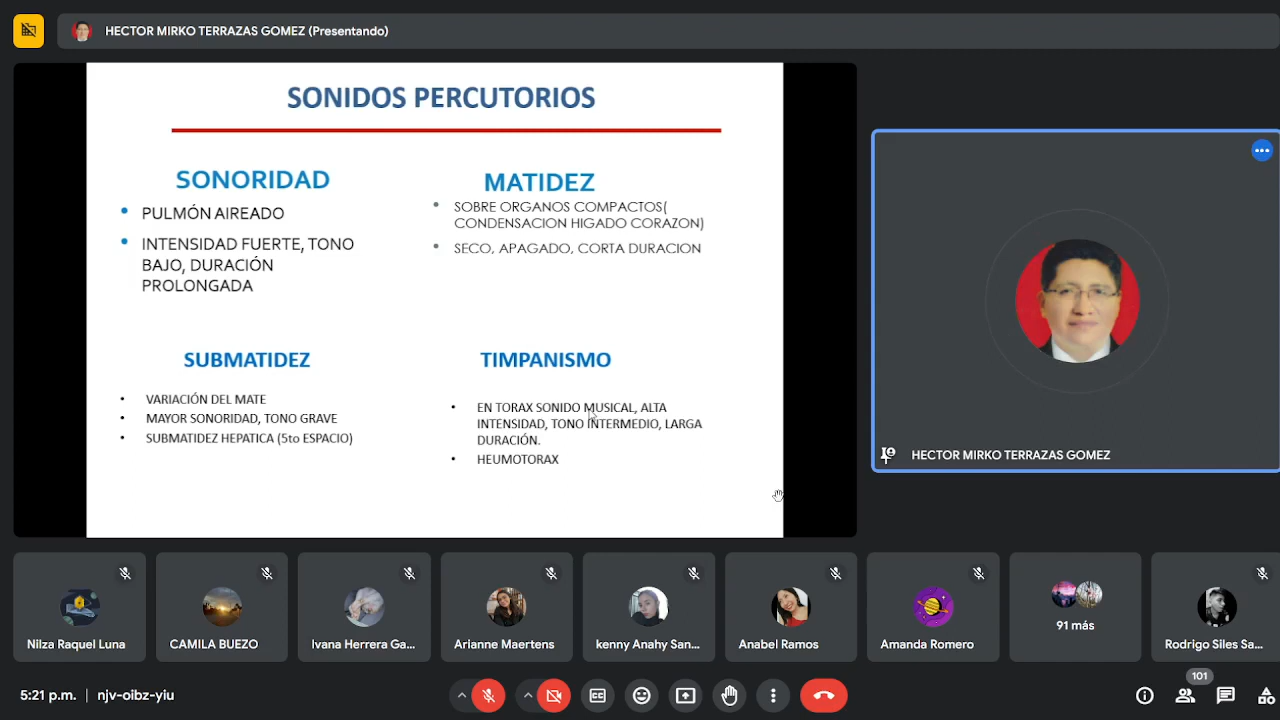 HECTOR MIRKO TERRAZAS GOMEZ (Presentando)
SONIDOS PERCUTORIOS
SONORIDAD
• PULMÓN AIREADO
• INTENSIDAD FUERTE, TONO
BAJO, DURACIÓN
PROLONGADA
MATIDEZ
• SOBRE ORGANOS COMPACTOS(
CONDENSACION HIGADO CORAZON)
• SECO, APAGADO, CORTA DURACION
SUBMATIDEZ
• VARIACIÓN DEL MATE
• MAYOR SONORIDAD, TONO GRAVE
• SUBMATIDEZ HEPATICA (5to ESPACIO)
TIMPANISMO
• EN TORAX SONIDO MUSICAL, ALTA
INTENSIDAD, TONO INTERMEDIO, LARGA
DURACIÓN.
• HEUMOTORAX
HECTOR MIRKO TERRAZAS GOMEZ
Nilza Raquel Luna
CAMILA BUEZO
Ivana Herrera Ga...
Arianne Maertens
kenny Anahy San...
Anabel Ramos
Amanda Romero
91 más
Rodrigo Siles Sa...
5:21 p.m. | njv-oibz-yiu
101